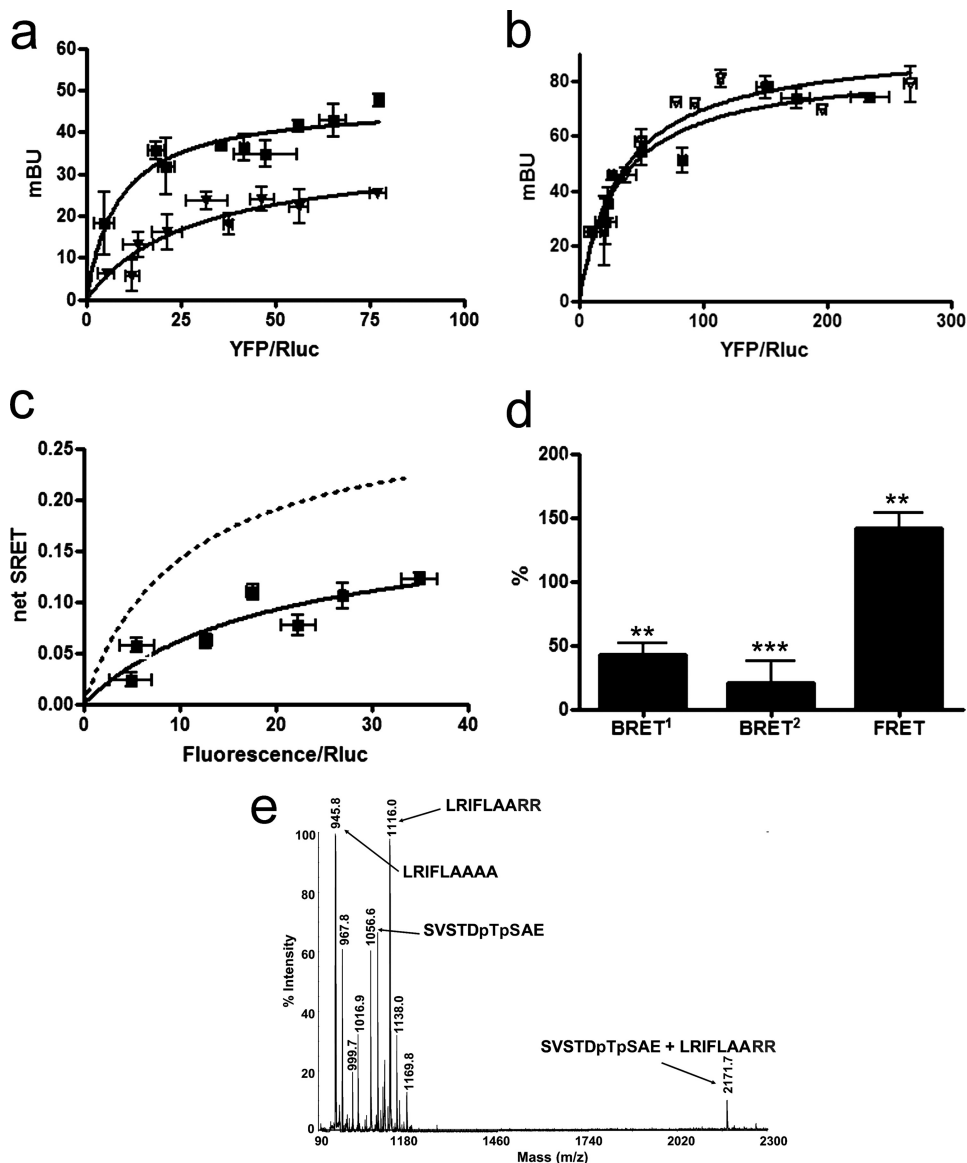 a
60
50
40
30
20
10
0
mBU
0 25 50 75 100
YFP/Rluc
b
80
60
40
20
0
mBU
0 100 200 300
YFP/Rluc
c
0.25
0.20
0.15
0.10
0.05
0.00
net SRET
0 10 20 30 40
Fluorescence/Rluc
d
200
150
100
50
0
%
** *** **
BRET¹ BRET² FRET
e
100
80
60
40
20
0
% Intensity
945.8
967.8
999.7
1016.9
1056.6
1116.0
1138.0
1169.8
2171.7
LRIFLAARR
LRIFLAAAA
SVSTDpTpSAE
SVSTDpTpSAE + LRIFLAARR
90 1180 1460 1740 2020 2300
Mass (m/z)